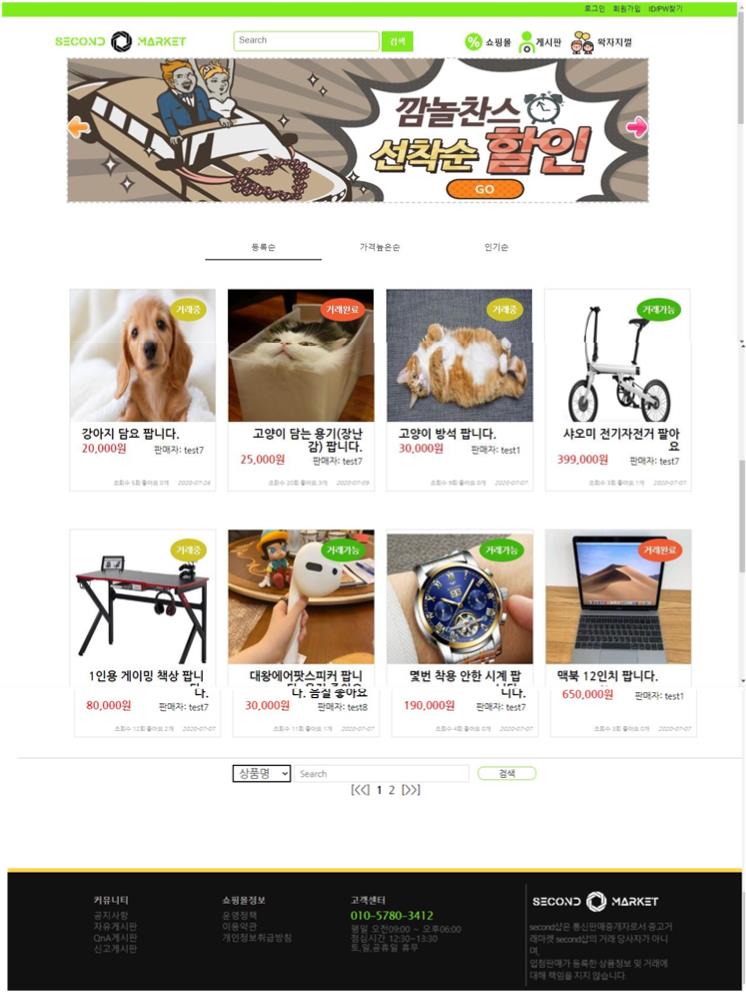 로그인 회원가입 ID/PW찾기
SECOND MARKET
Search 검색
쇼핑몰 게시판 왁자지껄
깜놀찬스
선착순 할인
GO
등록순 가격높은순 인기순
거래중 거래완료 거래중 거래가능
강아지 담요 팝니다.
20,000원 판매자: test7
조회수 5회 좋아요 0개 2020-07-26
고양이 담는 용기(장난
감) 팝니다.
25,000원 판매자: test7
조회수 20회 좋아요 3개 2020-07-09
고양이 방석 팝니다.
30,000원 판매자: test1
조회수 9회 좋아요 0개 2020-07-07
샤오미 전기자전거 팔아
요
399,000원 판매자: test7
조회수 3회 좋아요 1개 2020-07-07
거래중 거래가능 거래가능 거래완료
1인용 게이밍 책상 팝니
다.
80,000원 판매자: test7
조회수 12회 좋아요 2개 2020-07-07
대왕에어팟스피커 팝니
다. 음질 좋아요
30,000원 판매자: test8
조회수 11회 좋아요 1개 2020-07-07
몇번 착용 안한 시계 팝
니다.
190,000원 판매자: test7
조회수 4회 좋아요 0개 2020-07-07
맥북 12인치 팝니다.
650,000원 판매자: test1
조회수 3회 좋아요 0개 2020-07-07
상품명 Search 검색
[<<] 1 2 [>>]
커뮤니티
공지사항
자유게시판
QnA게시판
신고게시판
쇼핑몰정보
운영정책
이용약관
개인정보취급방침
고객센터
010-5780-3412
평일 오전09:00 ~ 오후06:00
점심시간 12:30~13:30
토,일,공휴일 휴무
SECOND MARKET
second샵은 통신판매중개자로서 중고거
래마켓 second샵의 거래 당사자가 아니
며,
입점판매가 등록한 상품정보 및 거래에
대해 책임을 지지 않습니다.